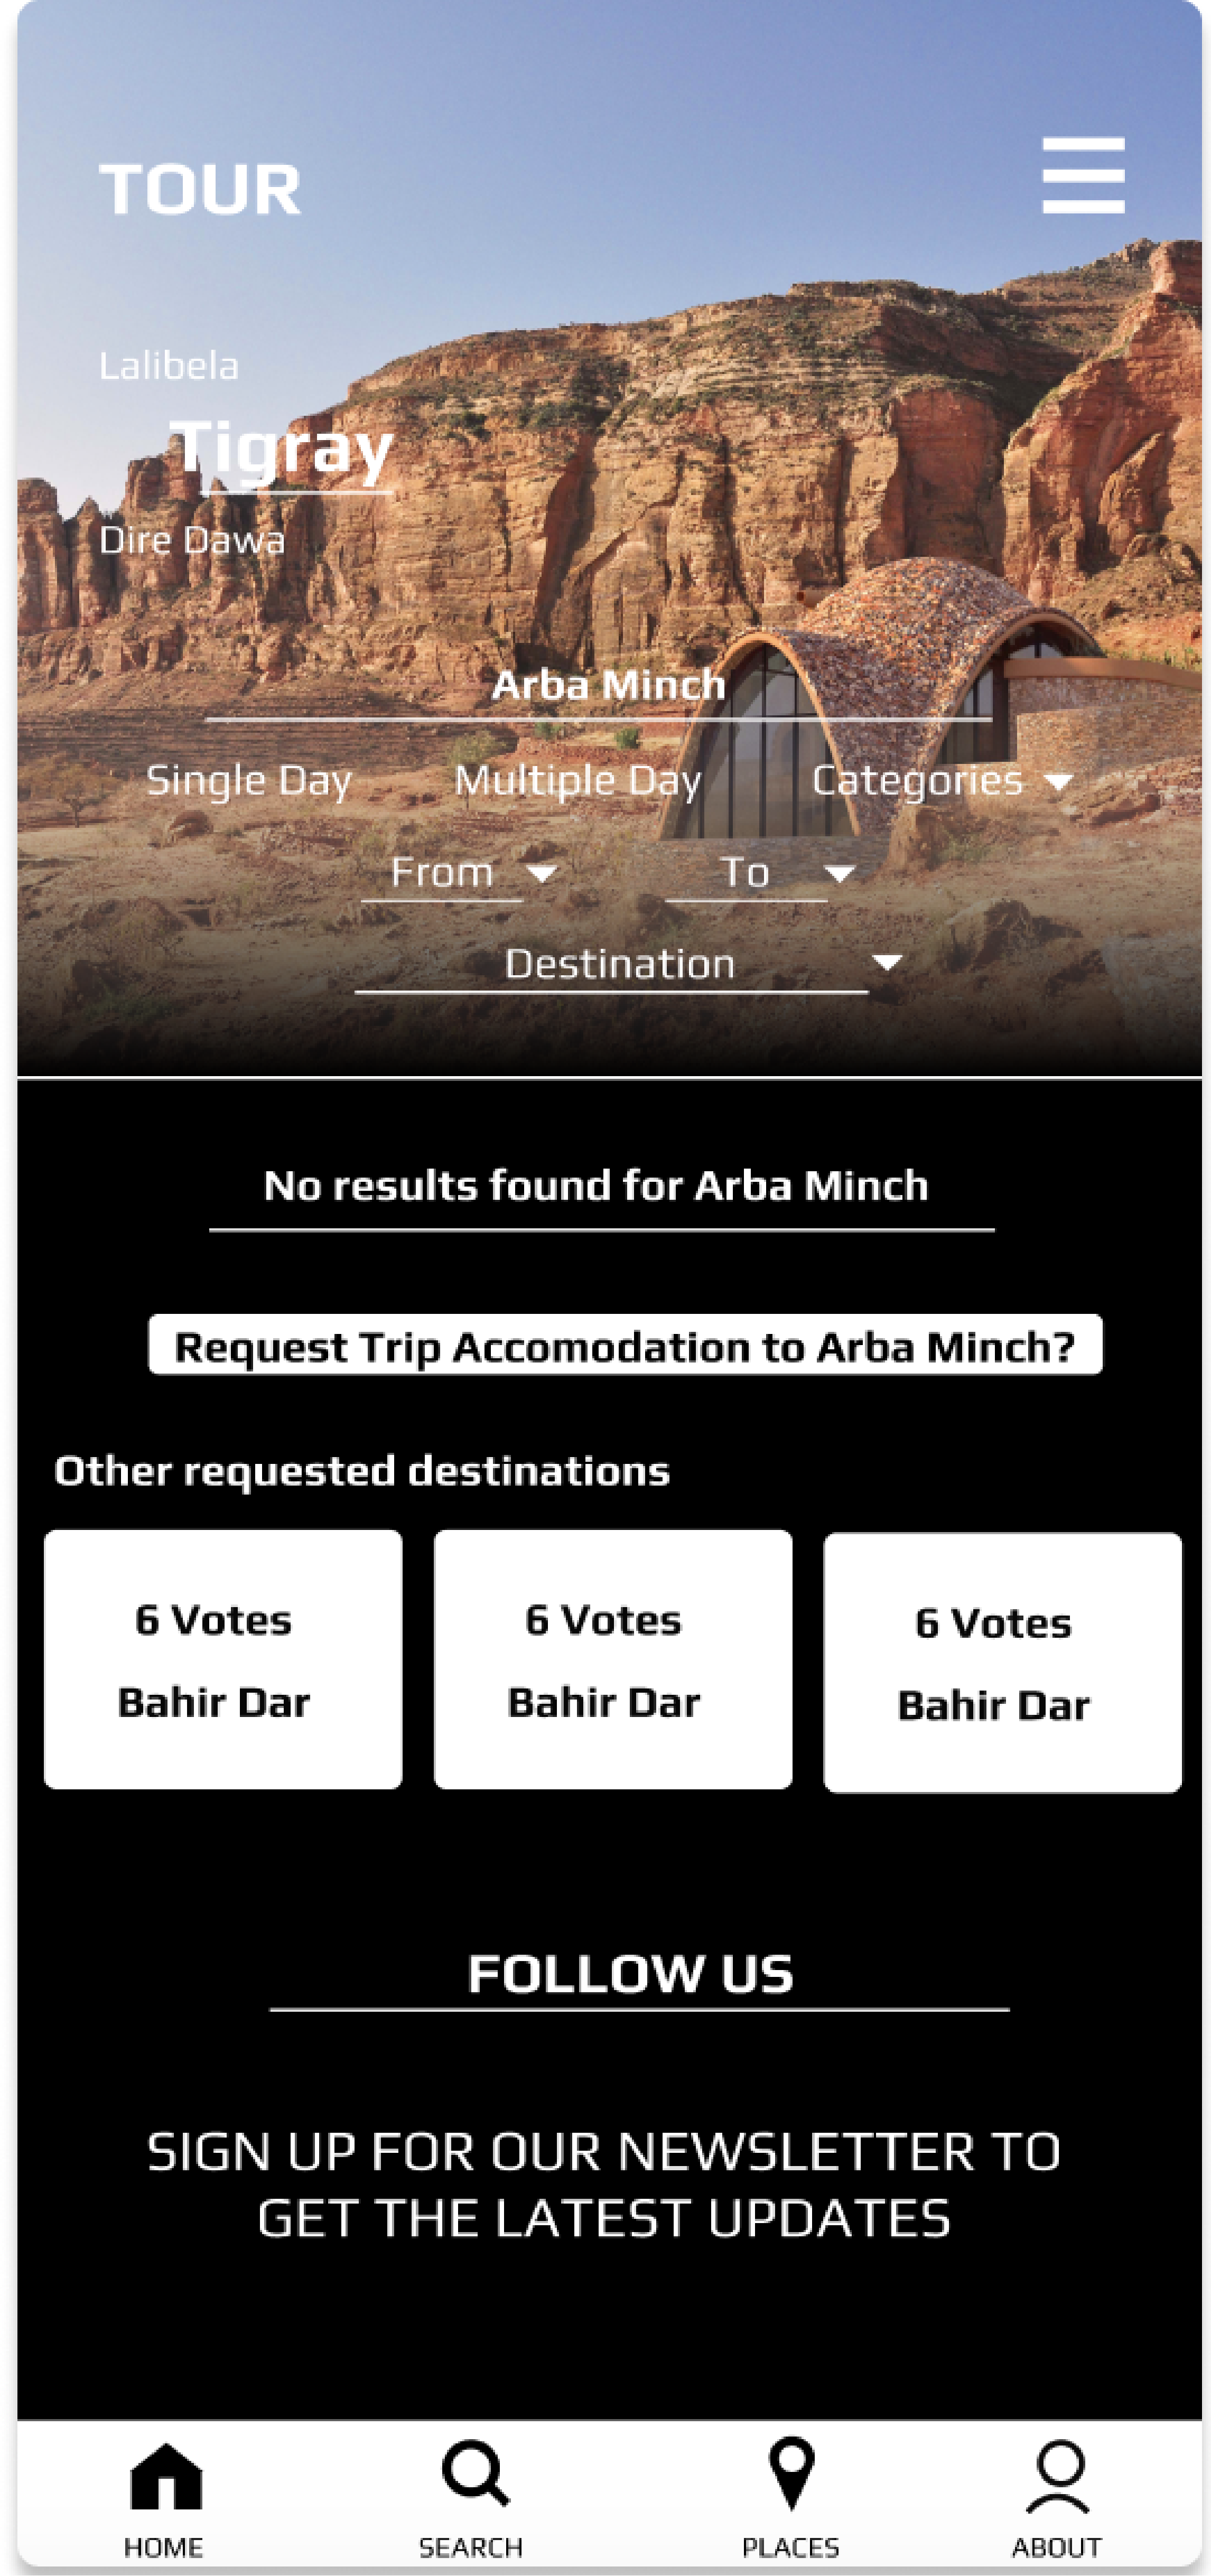 TOUR
Lalibela
Tigray
Dire Dawa
Arba Minch
Single Day Multiple Day Categories
From To
Destination
No results found for Arba Minch
Request Trip Accomodation to Arba Minch?
Other requested destinations
6 Votes 6 Votes 6 Votes
Bahir Dar Bahir Dar Bahir Dar
FOLLOW US
SIGN UP FOR OUR NEWSLETTER TO
GET THE LATEST UPDATES
HOME SEARCH PLACES ABOUT